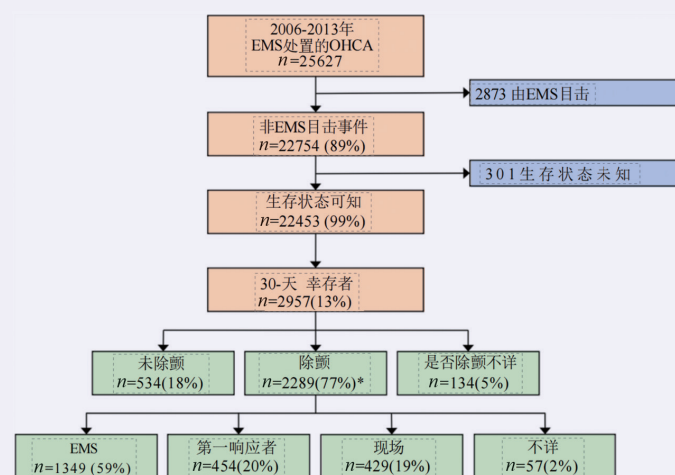 2006-2013年
EMS处置的OHCA
n=25627
2873 由EMS目击
非EMS目击事件
n=22754 (89%)
301生存状态未知
生存状态可知
n=22453 (99%)
30-天 幸存者
n=2957(13%)
未除颤
n=534(18%)
除颤
n=2289(77%)*
是否除颤不详
n=134(5%)
EMS
n=1349 (59%)
第一响应者
n=454(20%)
现场
n=429(19%)
不详
n=57(2%)